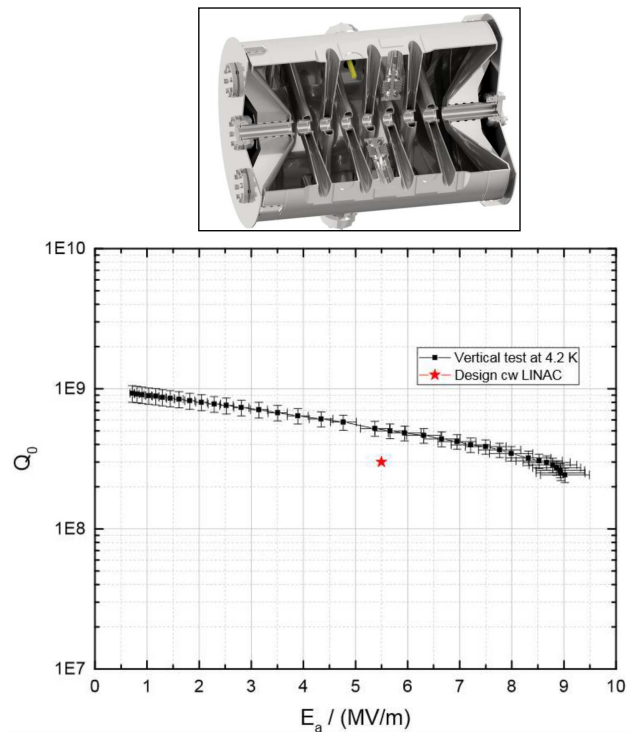 1E10
1E9
1E8
1E7
Q0
Vertical test at 4.2 K
Design cw LINAC
0 1 2 3 4 5 6 7 8 9 10
Ea / (MV/m)